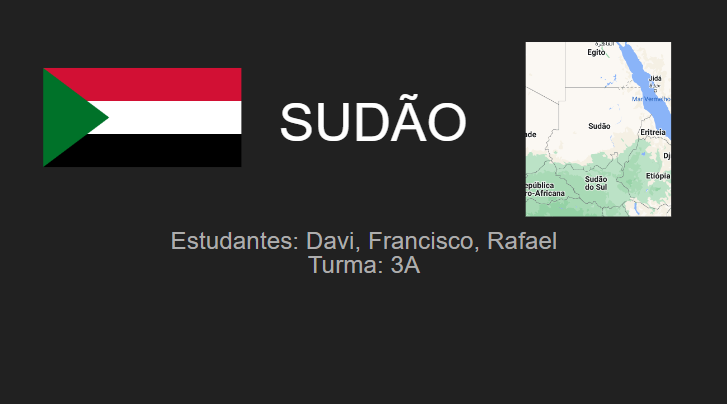 SUDÃO
Egito
Jidá
Mar Vermelho
Sudão
Eritreia
ade
Dj
Sudão
do Sul
Etiópia
epública
ro-Africana
Estudantes: Davi, Francisco, Rafael
Turma: 3A